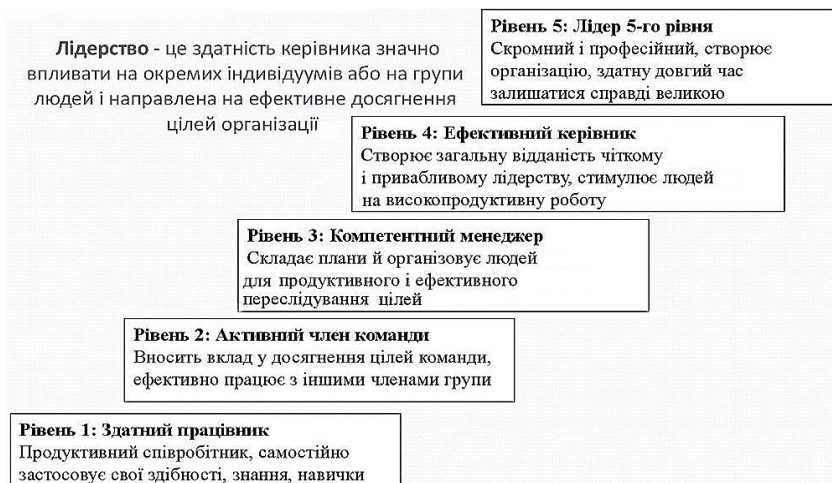 Лідерство - це здатність керівника значно
впливати на окремих індивідуумів або на групи
людей і направлена на ефективне досягнення
цілей організації
Рівень 5: Лідер 5-го рівня
Скромний і професійний, створює
організацію, здатну довгий час
залишатися справді великою
Рівень 4: Ефективний керівник
Створює загальну відданість чіткому
і привабливому лідерству, стимулює людей
на високопродуктивну роботу
Рівень 3: Компетентний менеджер
Складає плани й організовує людей
для продуктивного і ефективного
переслідування цілей
Рівень 2: Активний член команди
Вносить вклад у досягнення цілей команди,
ефективно працює з іншими членами групи
Рівень 1: Здатний працівник
Продуктивний співробітник, самостійно
застосовує свої здібності, знання, навички